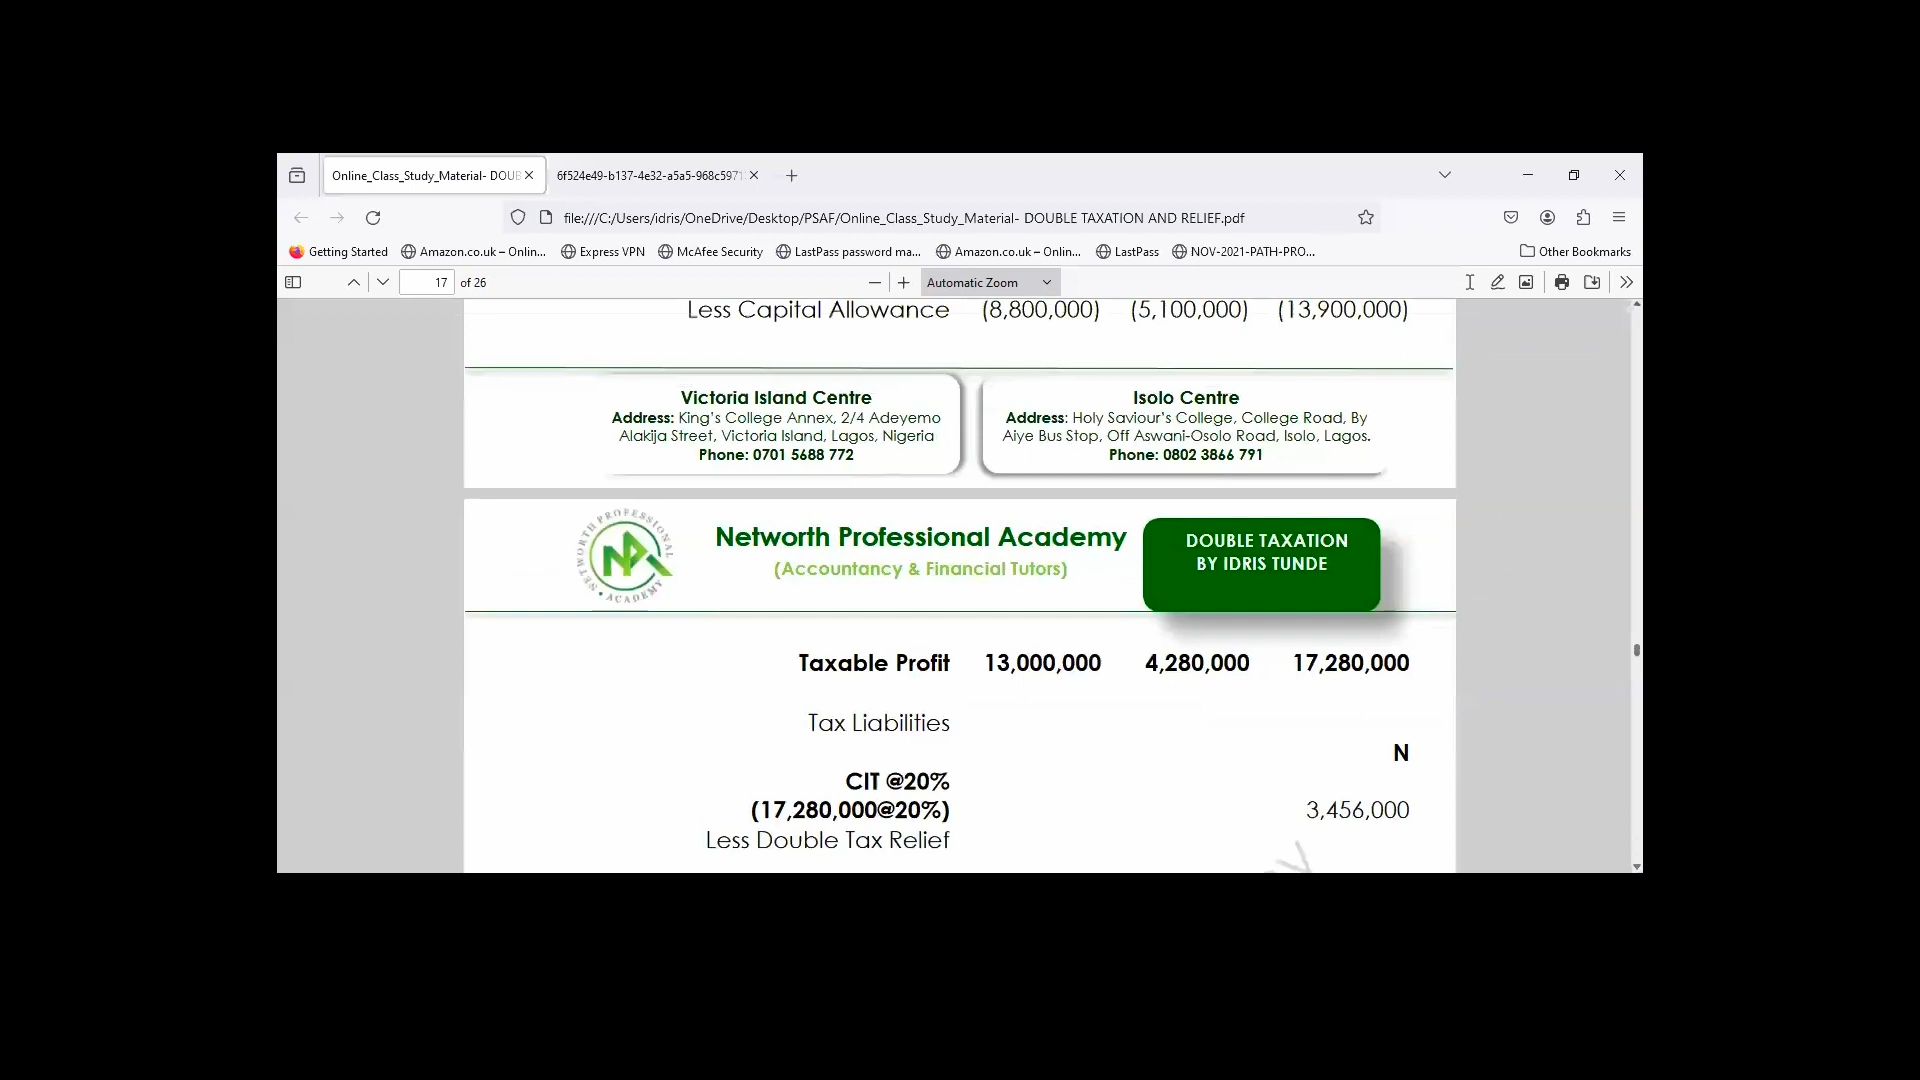 Online_Class_Study_Material- DOUB
6f524e49-b137-4e32-a5a5-968c5971
file:///C:/Users/idris/OneDrive/Desktop/PSAF/Online_Class_Study_Material- DOUBLE TAXATION AND RELIEF.pdf
Getting Started Amazon.co.uk – Onlin... Express VPN McAfee Security LastPass password ma... Amazon.co.uk – Onlin... LastPass NOV-2021-PATH-PRO... Other Bookmarks
17 of 26 Automatic Zoom
Less Capital Allowance (8,800,000) (5,100,000) (13,900,000)
Victoria Island Centre
Address: King's College Annex, 2/4 Adeyemo
Alakija Street, Victoria Island, Lagos, Nigeria
Phone: 0701 5688 772
Isolo Centre
Address: Holy Saviour's College, College Road, By
Aiye Bus Stop, Off Aswani-Osolo Road, Isolo, Lagos.
Phone: 0802 3866 791
NETWORTH PROFESSIONAL
• ACADEMY •
Networth Professional Academy
(Accountancy & Financial Tutors)
DOUBLE TAXATION
BY IDRIS TUNDE
Taxable Profit 13,000,000 4,280,000 17,280,000
Tax Liabilities
N
CIT @20%
(17,280,000@20%) 3,456,000
Less Double Tax Relief